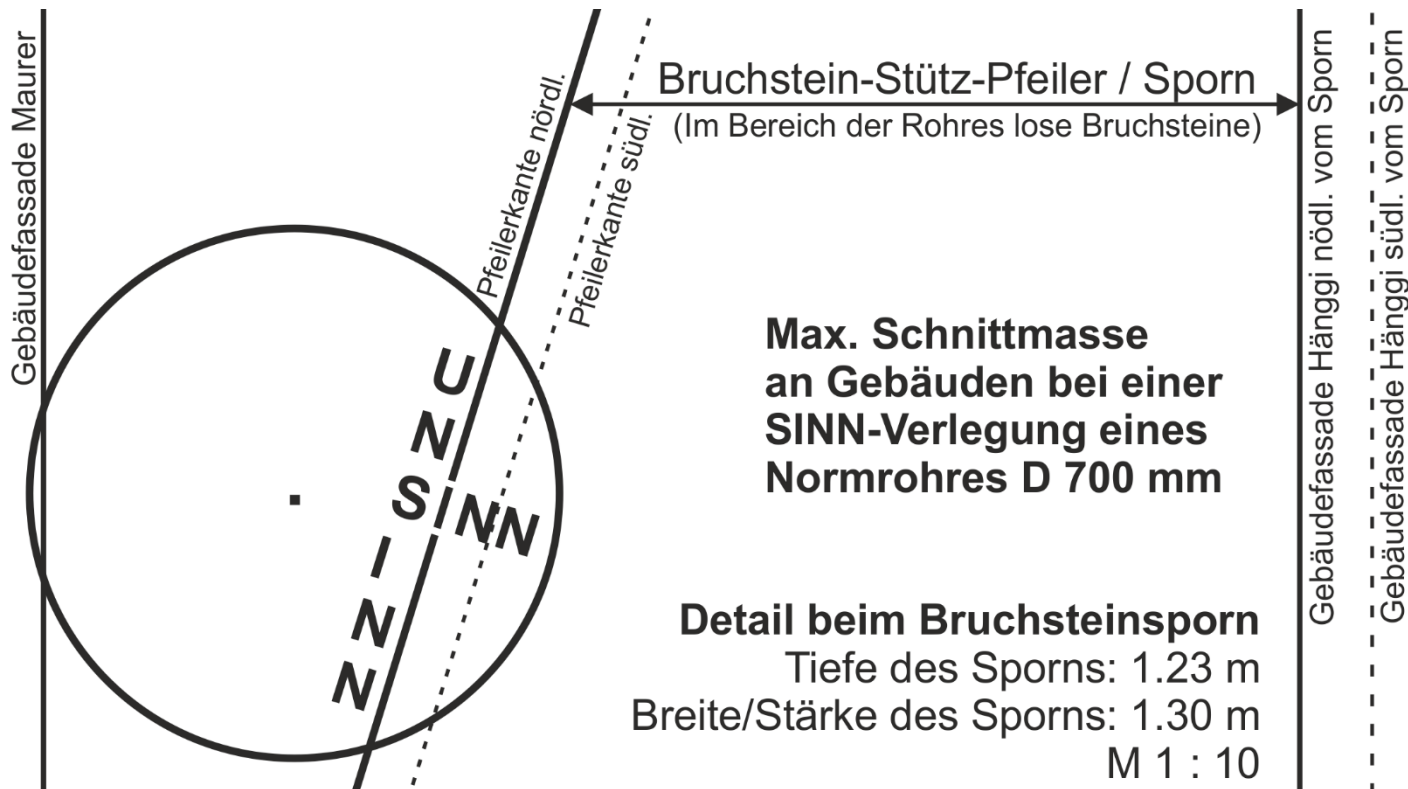 Gebäudefassade Maurer
Pfeilerkante nördl.
Pfeilerkante südl.
Bruchstein-Stütz-Pfeiler / Sporn
(Im Bereich der Rohres lose Bruchsteine)
UNSINN
SINN
Max. Schnittmasse
an Gebäuden bei einer
SINN-Verlegung eines
Normrohres D 700 mm
Detail beim Bruchsteinsporn
Tiefe des Sporns: 1.23 m
Breite/Stärke des Sporns: 1.30 m
M 1 : 10
Gebäudefassade Hänggi nödl. vom Sporn
Gebäudefassade Hänggi südl. vom Sporn